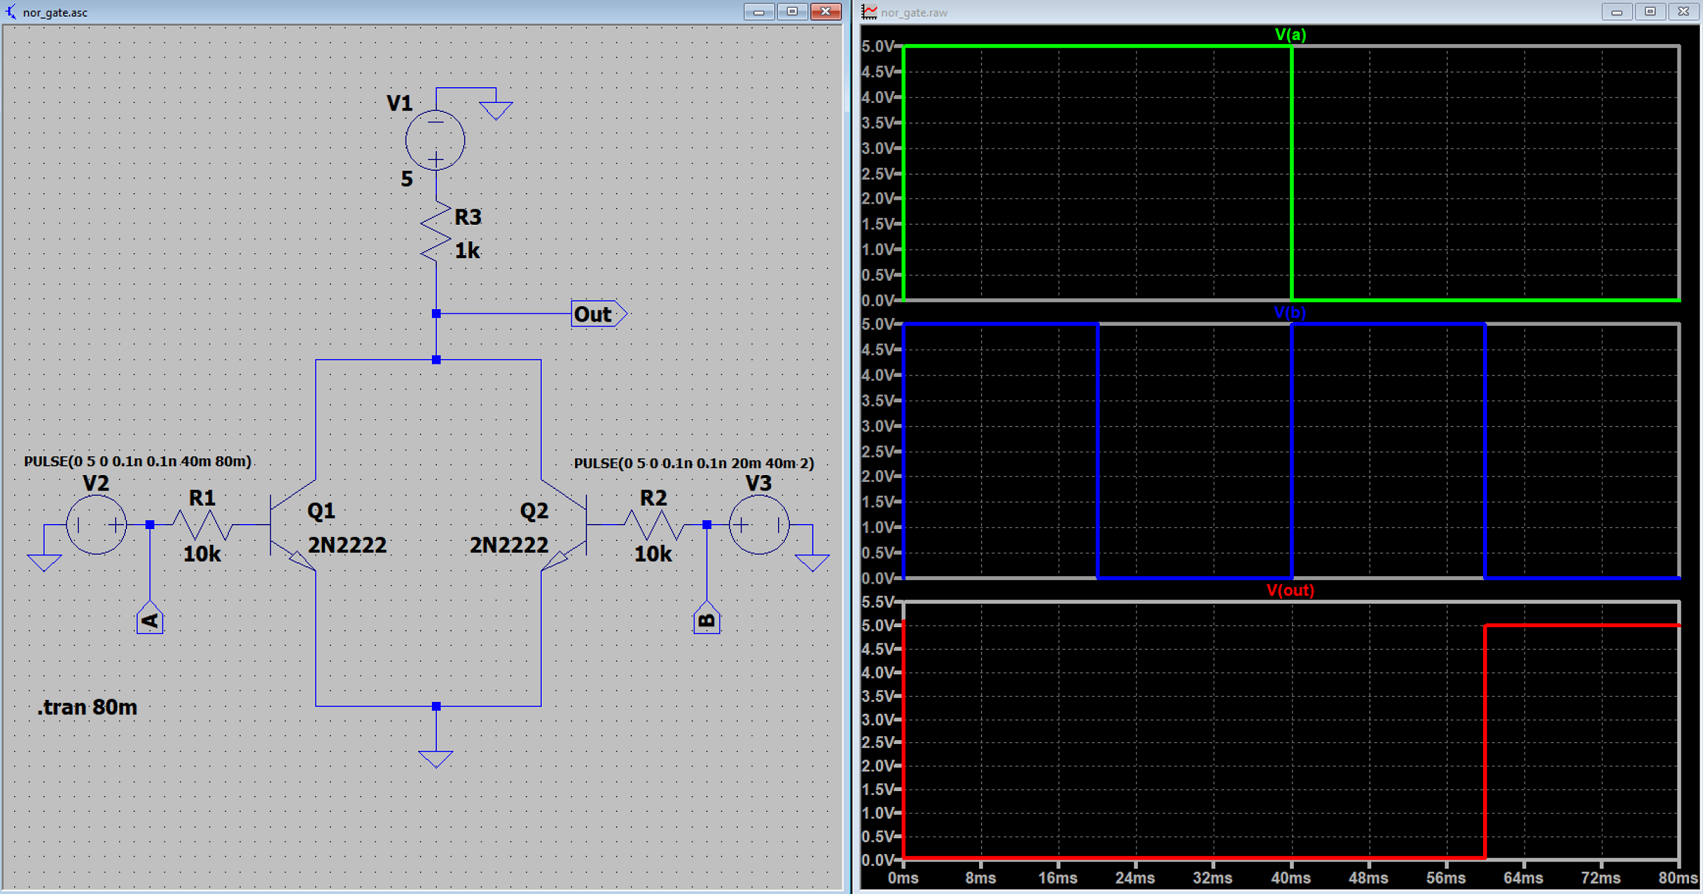 nor_gate.asc
V1
5
R3
1k
Out
PULSE(0 5 0 0.1n 0.1n 40m 80m)
V2
R1
10k
Q1
2N2222
PULSE(0 5 0 0.1n 0.1n 20m 40m 2)
V3
R2
10k
Q2
2N2222
A
B
.tran 80m
nor_gate.raw
V(a)
5.0V
4.5V
4.0V
3.5V
3.0V
2.5V
2.0V
1.5V
1.0V
0.5V
0.0V
V(b)
5.0V
4.5V
4.0V
3.5V
3.0V
2.5V
2.0V
1.5V
1.0V
0.5V
0.0V
V(out)
5.5V
5.0V
4.5V
4.0V
3.5V
3.0V
2.5V
2.0V
1.5V
1.0V
0.5V
0.0V
0ms 8ms 16ms 24ms 32ms 40ms 48ms 56ms 64ms 72ms 80ms